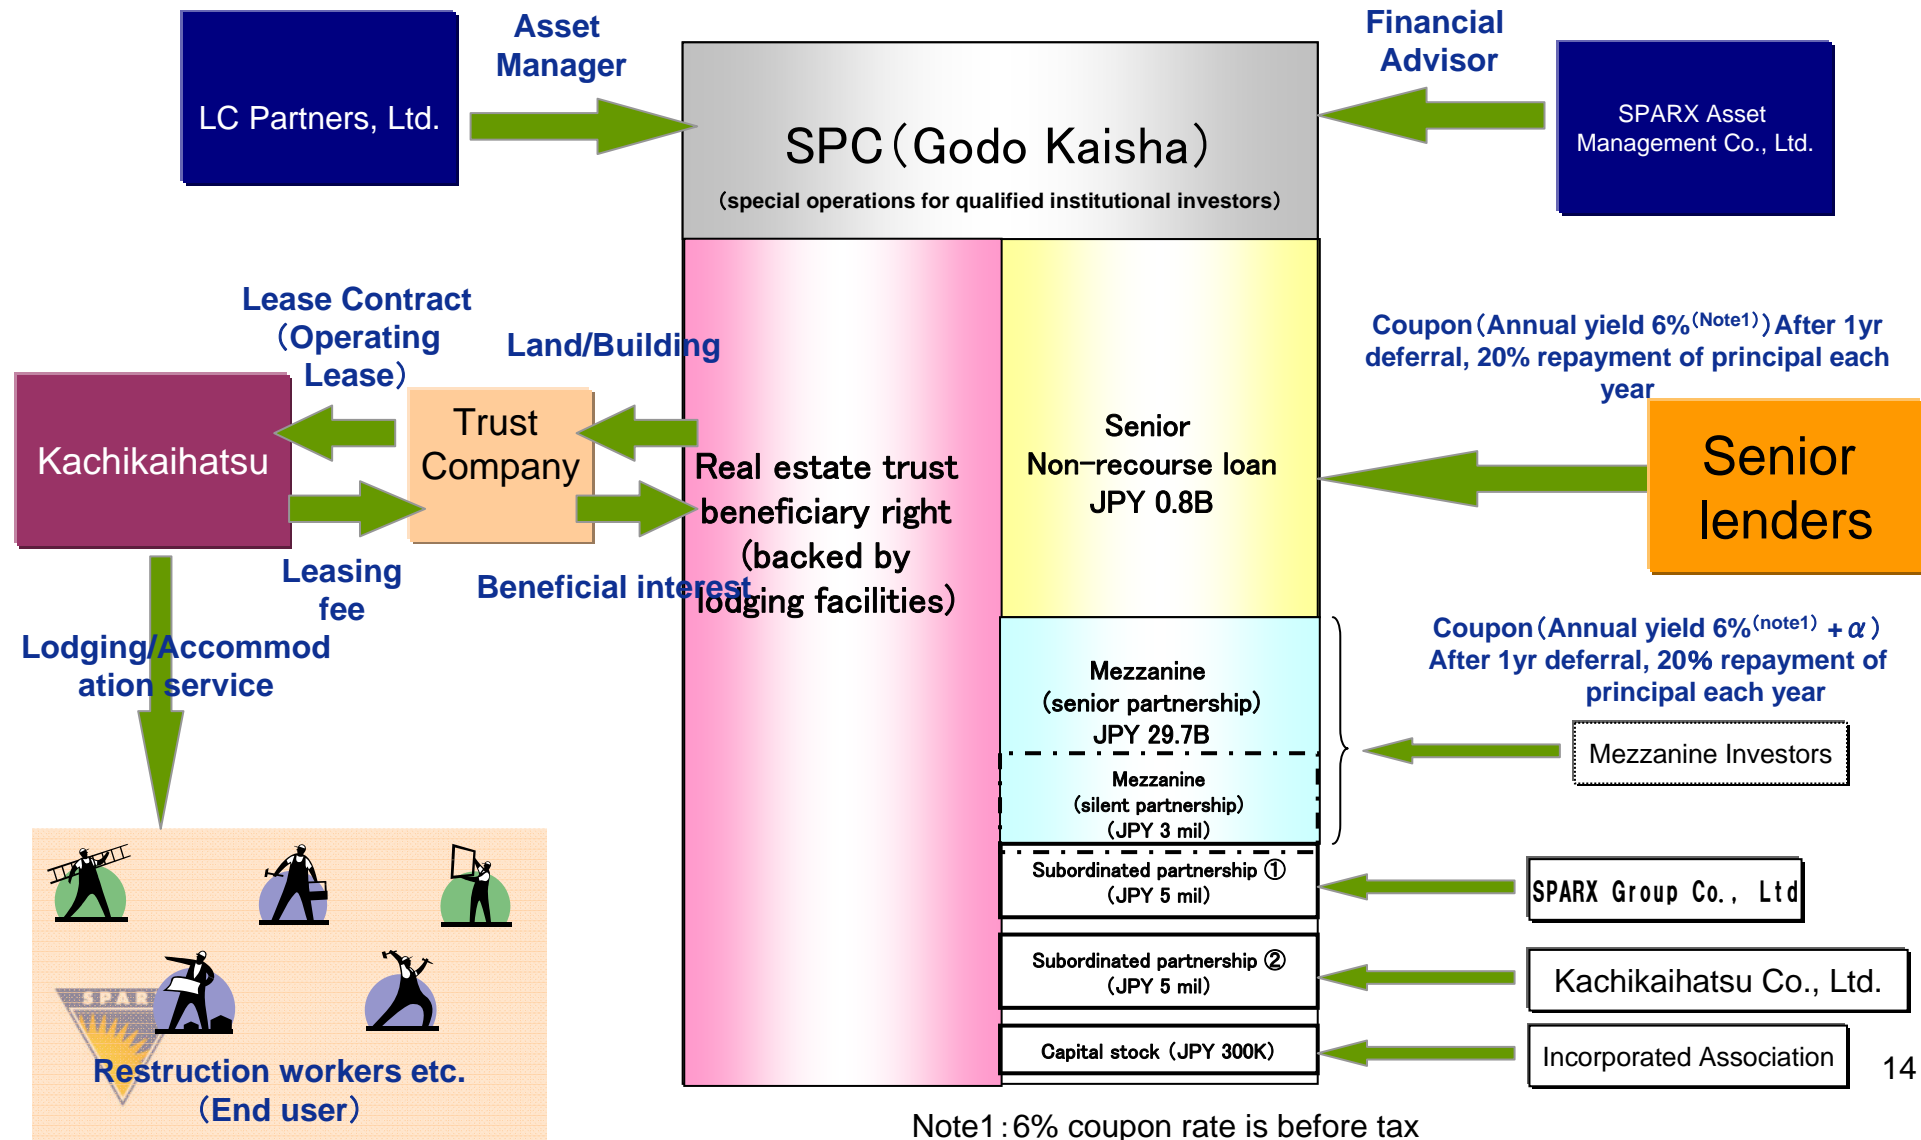 Asset
Manager
Financial
Advisor
LC Partners, Ltd.
SPC（Godo Kaisha）
（special operations for qualified institutional investors）
SPARX Asset
Management Co., Ltd.
Lease Contract
（Operating
Lease）
Land/Building
Coupon（Annual yield 6%（Note1））After 1yr
deferral, 20% repayment of principal each
year
Kachikaihatsu
Trust
Company
Real estate trust
beneficiary right
（backed by
lodging facilities）
Senior
Non-recourse loan
JPY 0.8B
Senior
lenders
Leasing
fee
Beneficial interest
Lodging/Accommod
ation service
Mezzanine
（senior partnership）
JPY 29.7B
Mezzanine
（silent partnership）
（JPY 3 mil）
Coupon（Annual yield 6%（note1） + α）
After 1yr deferral, 20% repayment of
principal each year
Mezzanine Investors
Subordinated partnership ①
（JPY 5 mil）
SPARX Group Co., Ltd
Subordinated partnership ②
（JPY 5 mil）
Kachikaihatsu Co., Ltd.
Capital stock （JPY 300K）
Incorporated Association
14
SPAR
Restruction workers etc.
（End user）
Note1：6% coupon rate is before tax